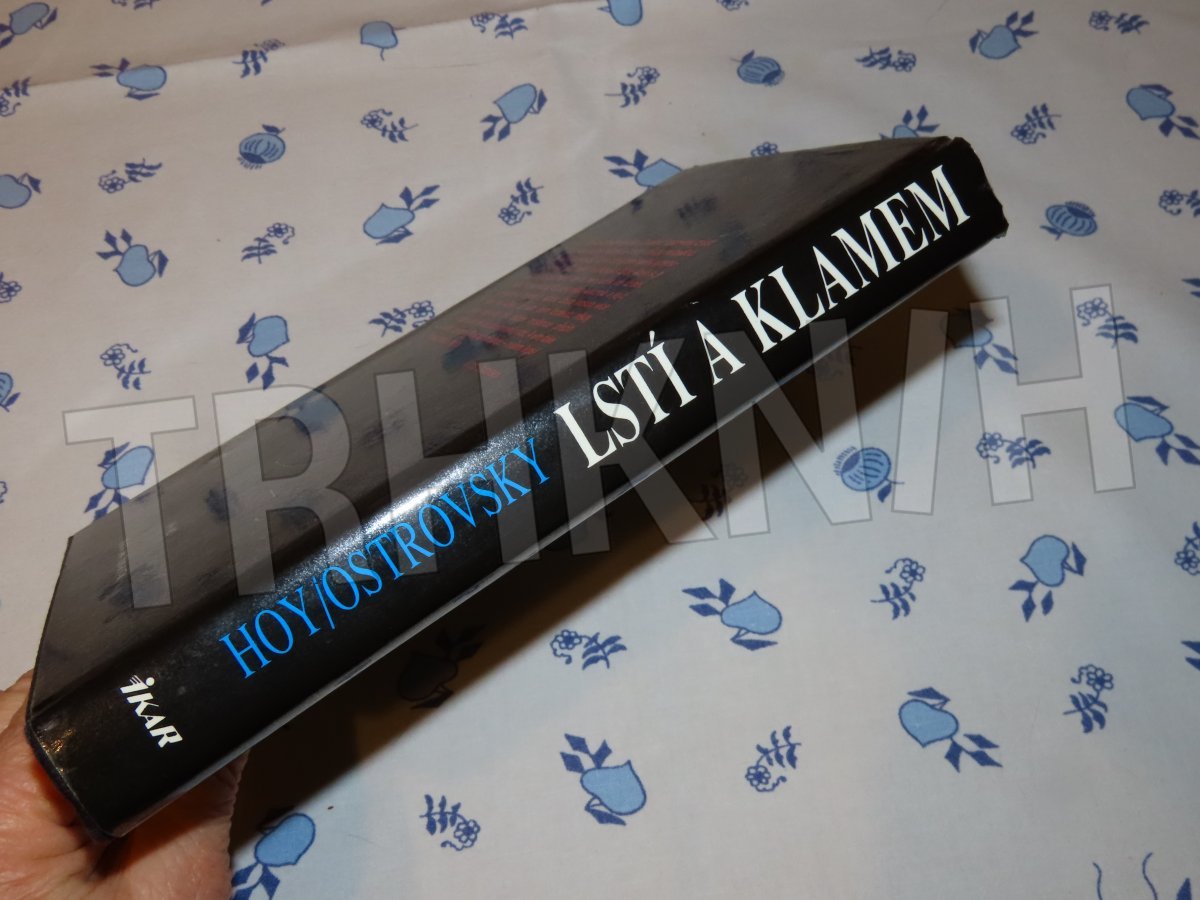 HOY/OSTROVSKY LSTÍ A KLAMEM
IKAR
TRHKNIH